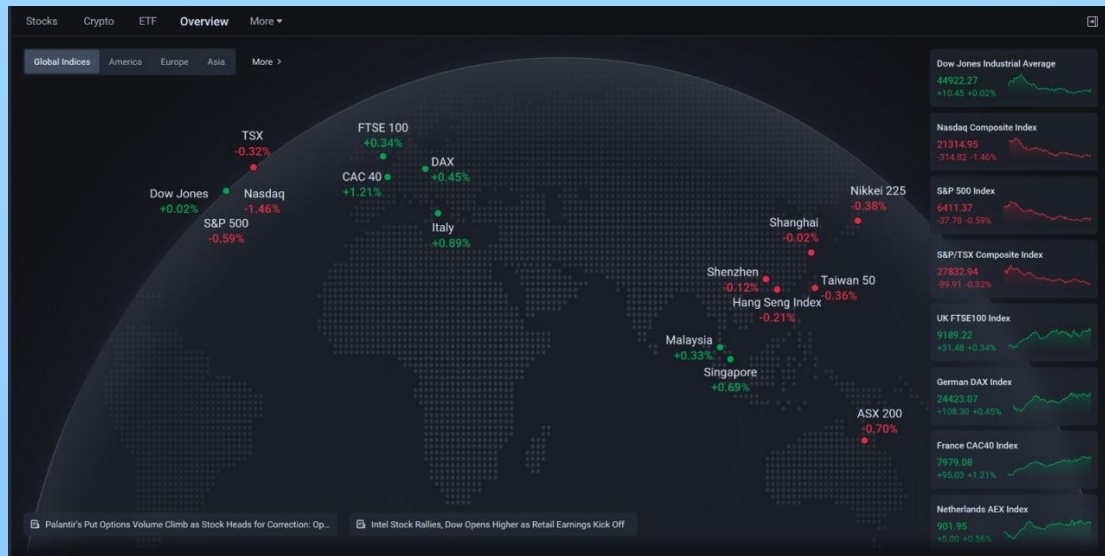 Stocks Crypto ETF Overview More
Global Indices America Europe Asia More >
TSX
-0.32%
Dow Jones
+0.02%
Nasdaq
-1.46%
S&P 500
-0.59%
FTSE 100
+0.34%
CAC 40
+1.21%
DAX
+0.45%
Italy
+0.89%
Nikkei 225
-0.38%
Shanghai
-0.02%
Shenzhen
-0.12%
Taiwan 50
-0.36%
Hang Seng Index
-0.21%
Malaysia
+0.33%
Singapore
+0.69%
ASX 200
-0.70%
Dow Jones Industrial Average
44922.27
+10.45 +0.02%
Nasdaq Composite Index
21314.95
-314.82 -1.46%
S&P 500 Index
6411.37
-37.78 -0.59%
S&P/TSX Composite Index
27832.94
-89.91 -0.32%
UK FTSE100 Index
9189.22
+31.48 +0.34%
German DAX Index
24423.07
+108.30 +0.45%
France CAC40 Index
7979.08
+95.03 +1.21%
Netherlands AEX Index
901.95
+5.00 +0.56%
Palantir's Put Options Volume Climb as Stock Heads for Correction: Op...
Intel Stock Rallies, Dow Opens Higher as Retail Earnings Kick Off